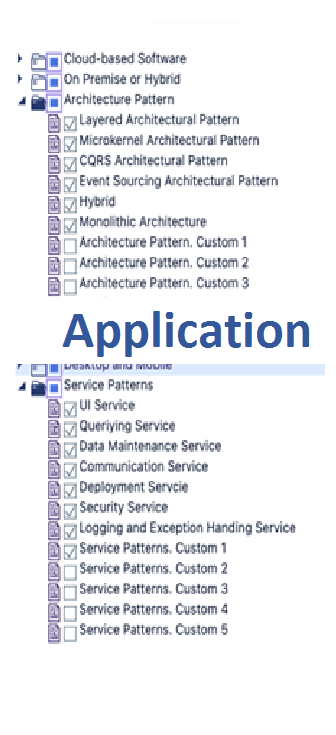 Cloud-based Software
On Premise or Hybrid
Architecture Pattern
Layered Architectural Pattern
Microkernel Architectural Pattern
CQRS Architectural Pattern
Event Sourcing Architectural Pattern
Hybrid
Monolithic Architecture
Architecture Pattern. Custom 1
Architecture Pattern. Custom 2
Architecture Pattern. Custom 3
Application
Desktop and Mobile
Service Patterns
UI Service
Queriying Service
Data Maintenance Service
Communication Service
Deployment Servcie
Security Service
Logging and Exception Handing Service
Service Patterns. Custom 1
Service Patterns. Custom 2
Service Patterns. Custom 3
Service Patterns. Custom 4
Service Patterns. Custom 5